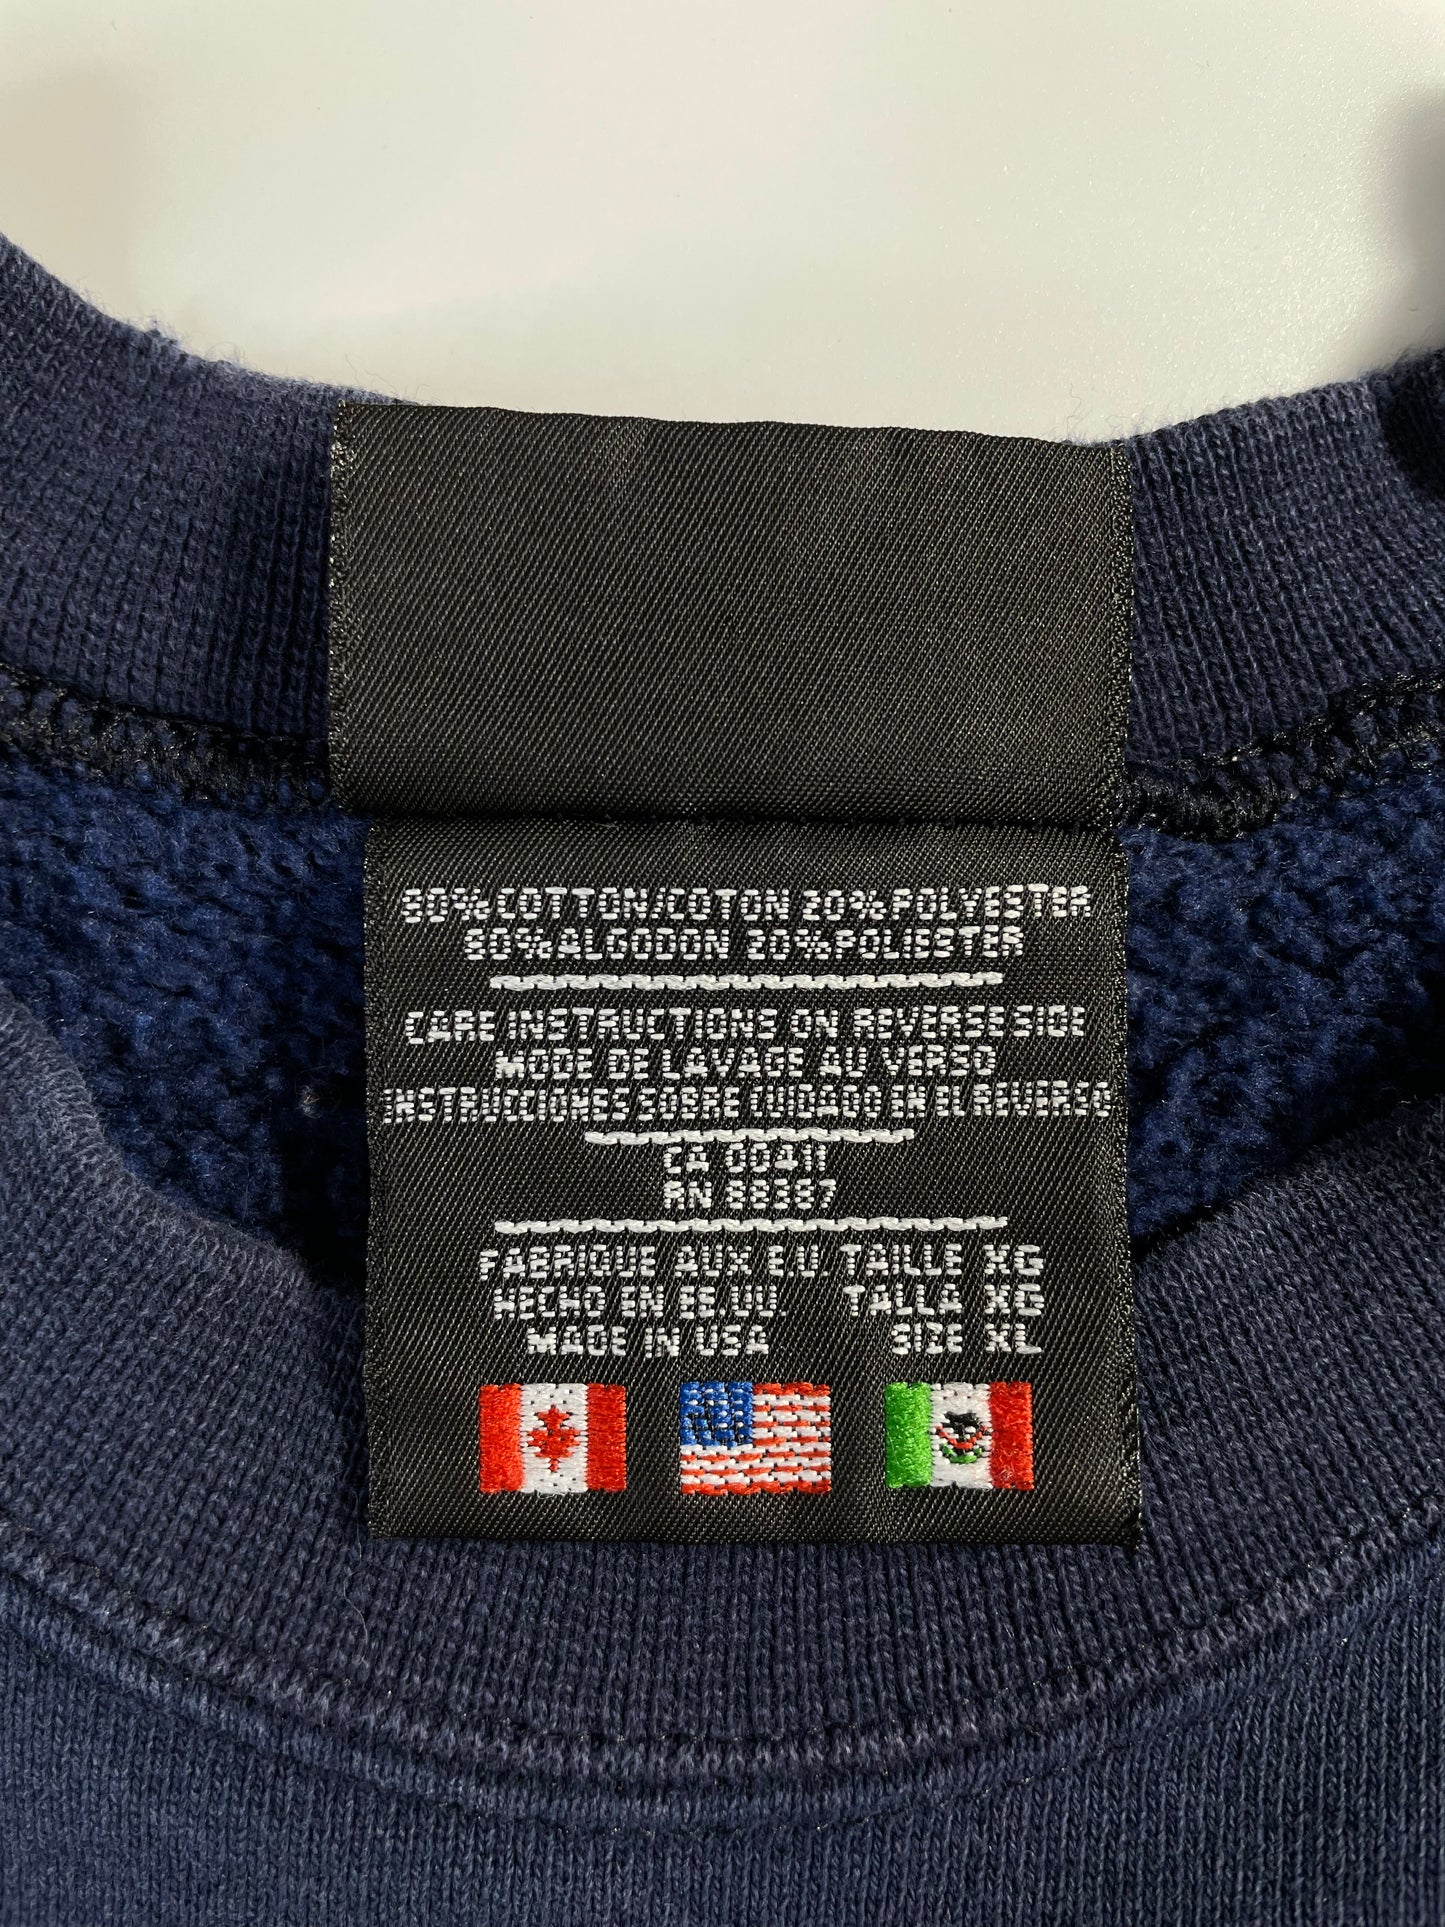 80% COTTON/COTON 20% POLYESTER
80% ALGODON 20% POLISETER
CARE INSTRUCTIONS ON REVERSE SIDE
MODE DE LAVAGE AU VERSO
INSTRUCCIONES SOBRE CUIDADO EN EL REVERSE
CA 00411
RN 88387
FABRIQUE AUX E.U TAILLE XG
HECHO EN EE.UU TALLA XG
MADE IN USA SIZE XL